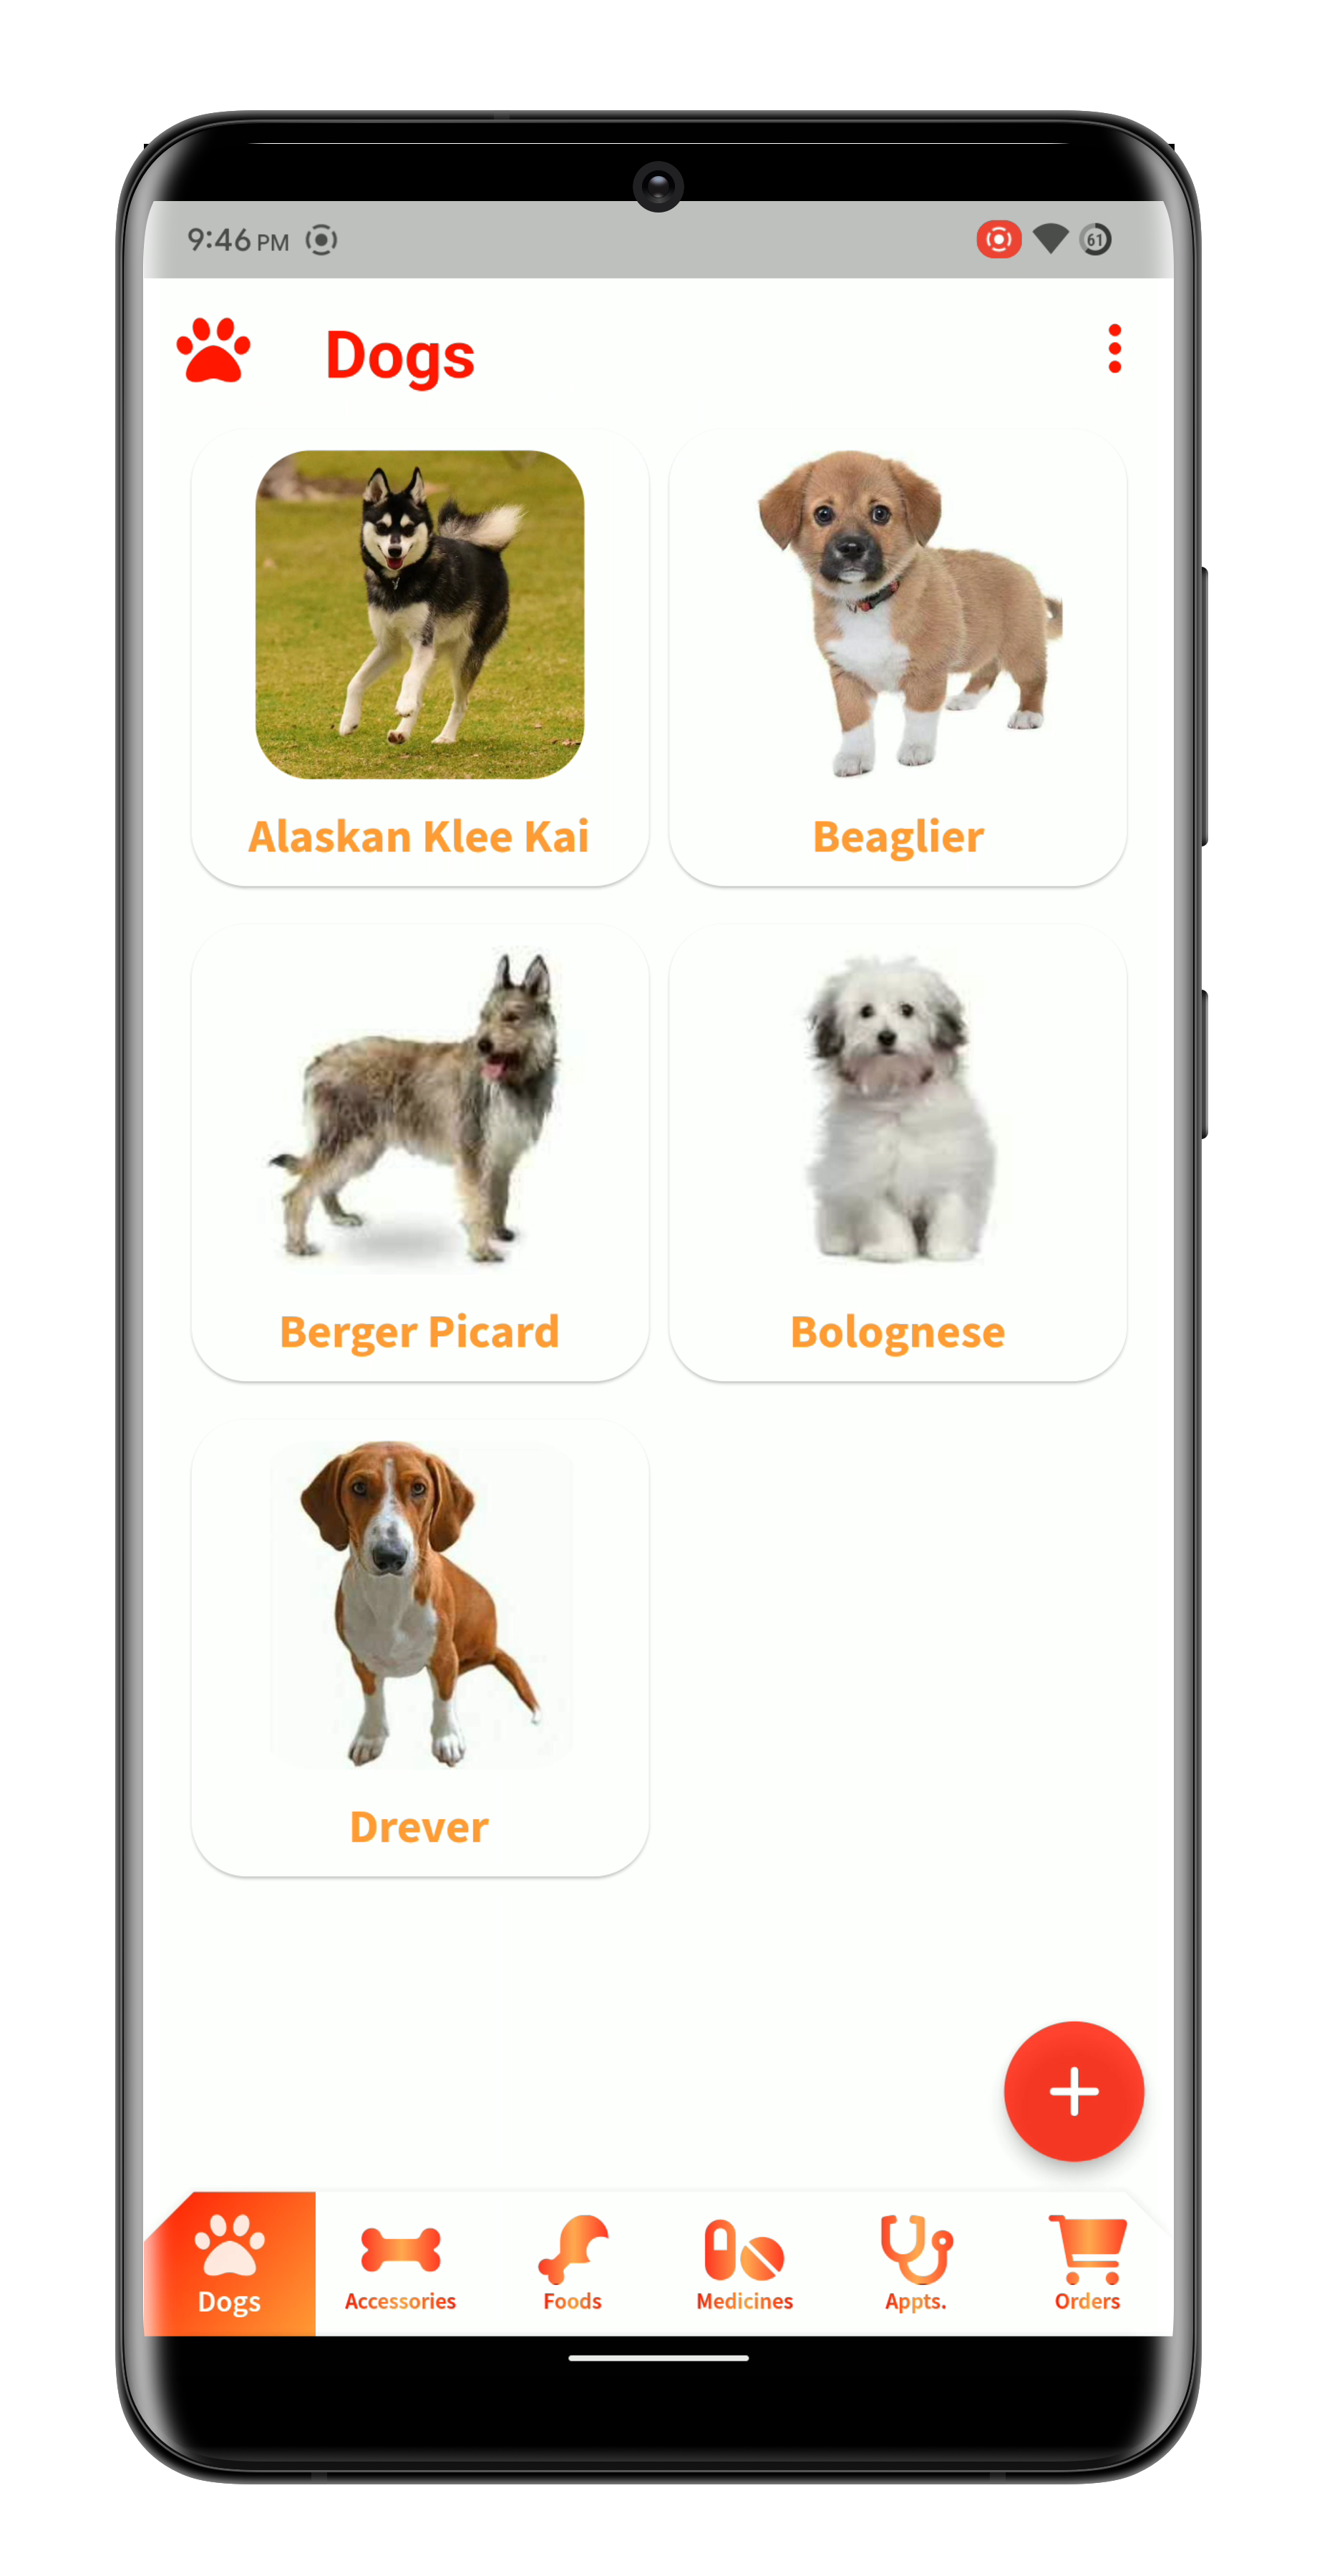 9:46 PM
61
Dogs
Alaskan Klee Kai
Beaglier
Berger Picard
Bolognese
Drever
Dogs
Accessories
Foods
Medicines
Appts.
Orders